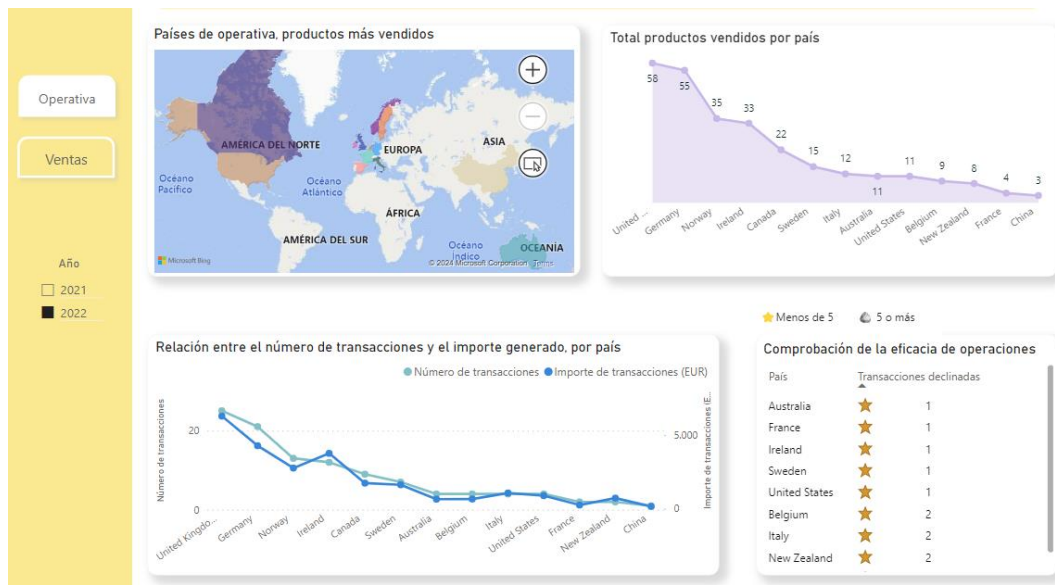 Operativa
Ventas
Año
2021
2022
Países de operativa, productos más vendidos
AMÉRICA DEL NORTE
EUROPA
ASIA
Océano
Pacífico
Océano
Atlántico
ÁFRICA
AMÉRICA DEL SUR
Océano
Índico
OCEANÍA
Microsoft Bing
© 2024 Microsoft Corporation Terms
Total productos vendidos por país
58
55
35
33
22
15
12
11
11
9
8
4
3
United ...
Germany
Norway
Ireland
Canada
Sweden
Italy
Australia
United States
Belgium
New Zealand
France
China
Relación entre el número de transacciones y el importe generado, por país
Número de transacciones
Importe de transacciones (EUR)
Número de transacciones
20
0
5.000
0
Importe de transacciones (E...
United Kingdo...
Germany
Norway
Ireland
Canada
Sweden
Australia
Belgium
Italy
United States
France
New Zealand
China
Menos de 5
5 o más
Comprobación de la eficacia de operaciones
País Transacciones declinadas
Australia 1
France 1
Ireland 1
Sweden 1
United States 1
Belgium 2
Italy 2
New Zealand 2